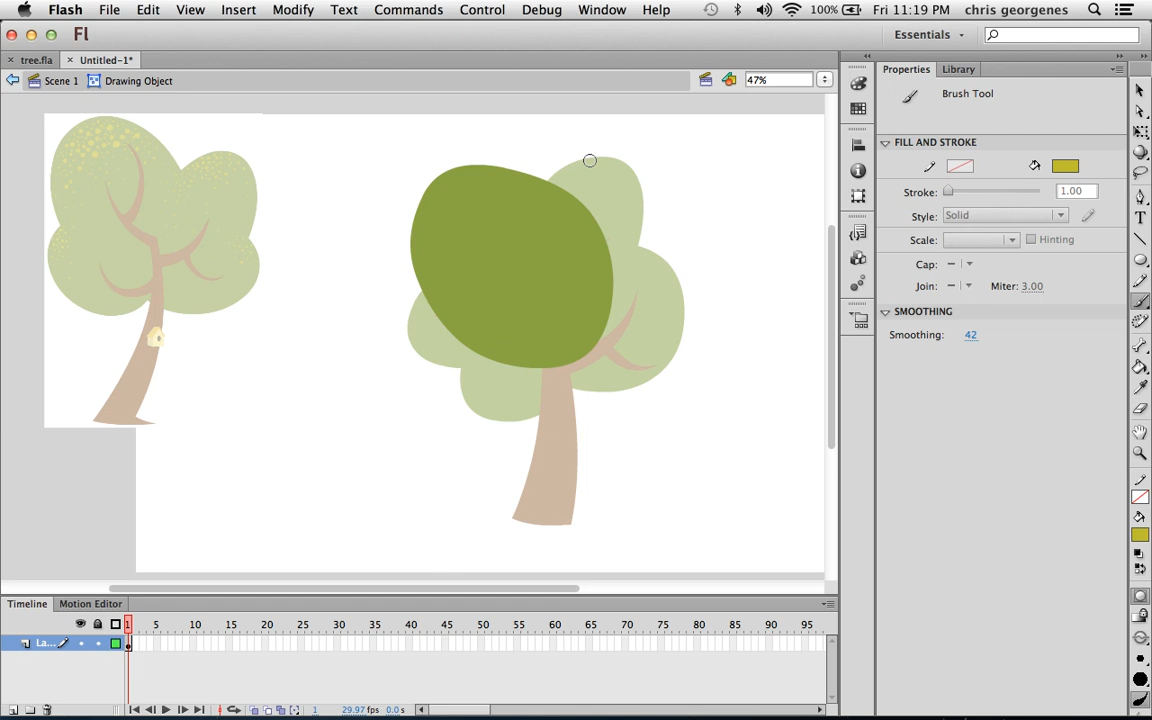 Flash File Edit View Insert Modify Text Commands Control Debug Window Help 100% Fri 11:19 PM chris georgenes
Fl Essentials
tree.fla Untitled-1*
Scene 1 Drawing Object 47%
Properties Library
Brush Tool
FILL AND STROKE
Stroke: 1.00
Style: Solid
Scale: Hinting
Cap:
Join: Miter: 3.00
SMOOTHING
Smoothing: 42
Timeline Motion Editor
1 5 10 15 20 25 30 35 40 45 50 55 60 65 70 75 80 85 90 95
La...
1 29.97 fps 0.0 s